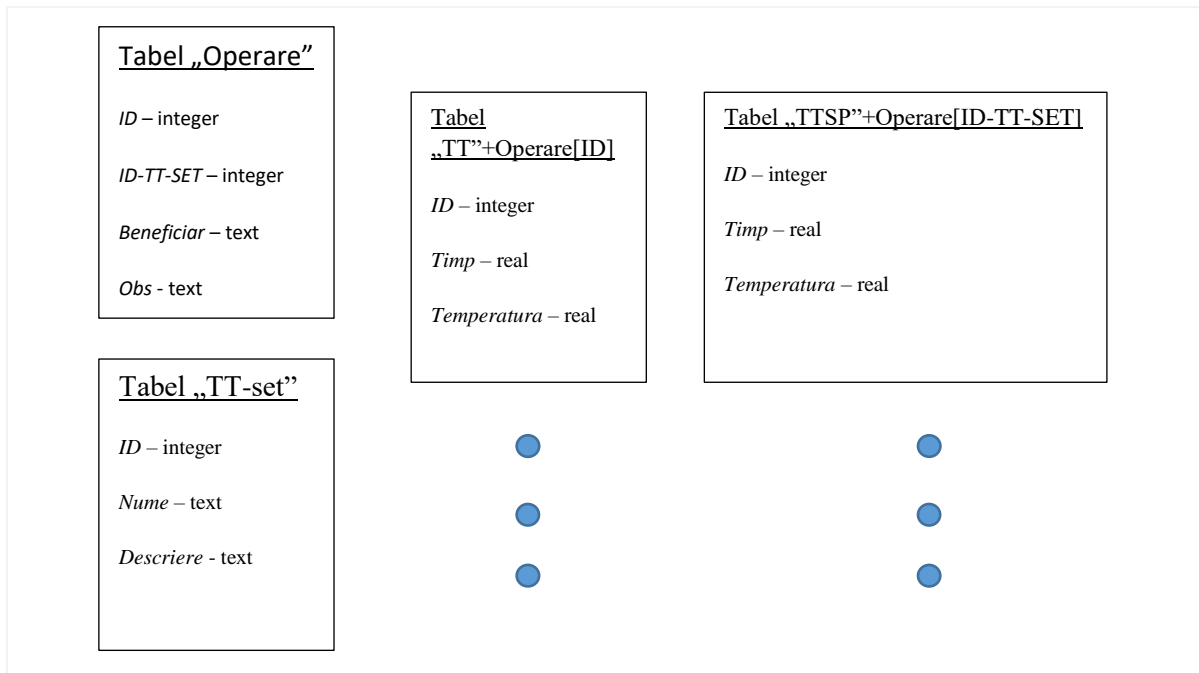 Tabel „Operare”
ID – integer
ID-TT-SET – integer
Beneficiar – text
Obs - text
Tabel „TT-set”
ID – integer
Nume – text
Descriere - text
Tabel
„TT”+Operare[ID]
ID – integer
Timp – real
Temperatura – real
Tabel „TTSP”+Operare[ID-TT-SET]
ID – integer
Timp – real
Temperatura – real